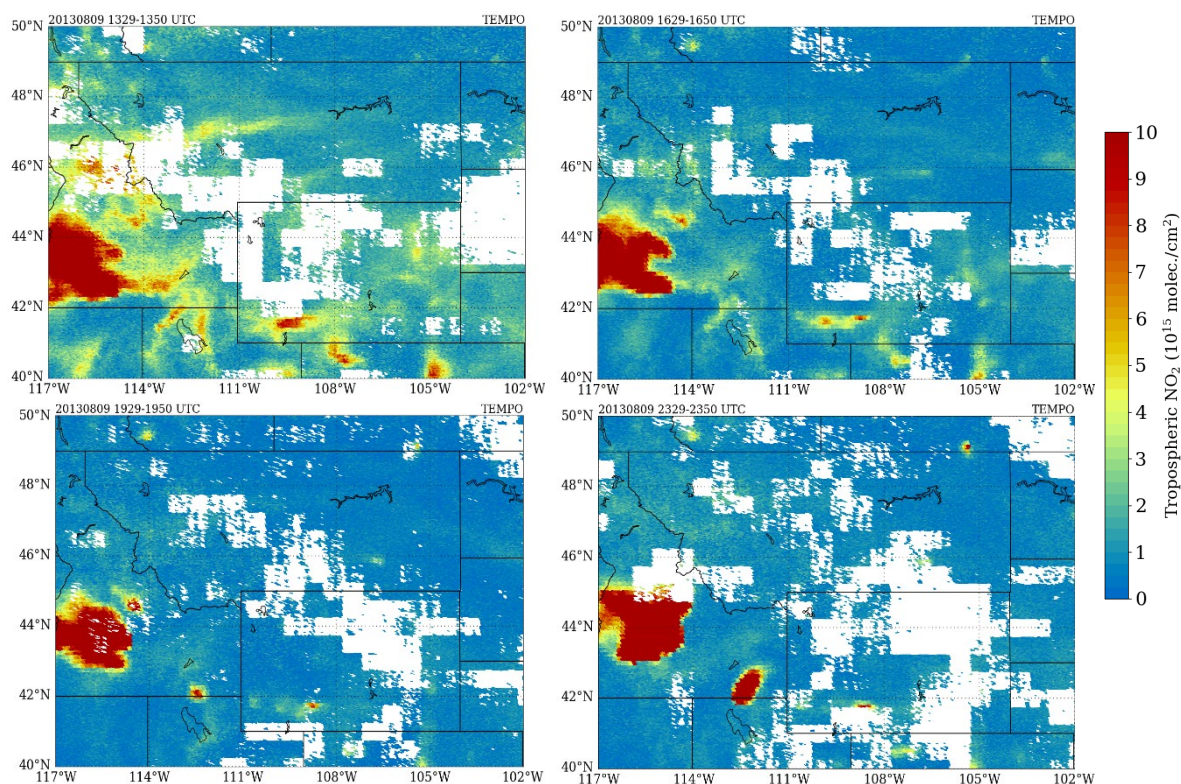 20130809 1329-1350 UTC TEMPO
50°N
48°N
46°N
44°N
42°N
40°N
117°W 114°W 111°W 108°W 105°W 102°W
20130809 1629-1650 UTC TEMPO
50°N
48°N
46°N
44°N
42°N
40°N
117°W 114°W 111°W 108°W 105°W 102°W
20130809 1929-1950 UTC TEMPO
50°N
48°N
46°N
44°N
42°N
40°N
117°W 114°W 111°W 108°W 105°W 102°W
20130809 2329-2350 UTC TEMPO
50°N
48°N
46°N
44°N
42°N
40°N
117°W 114°W 111°W 108°W 105°W 102°W
10
9
8
7
6
5
4
3
2
1
0
Tropospheric NO₂ (10¹⁵ molec./cm²)